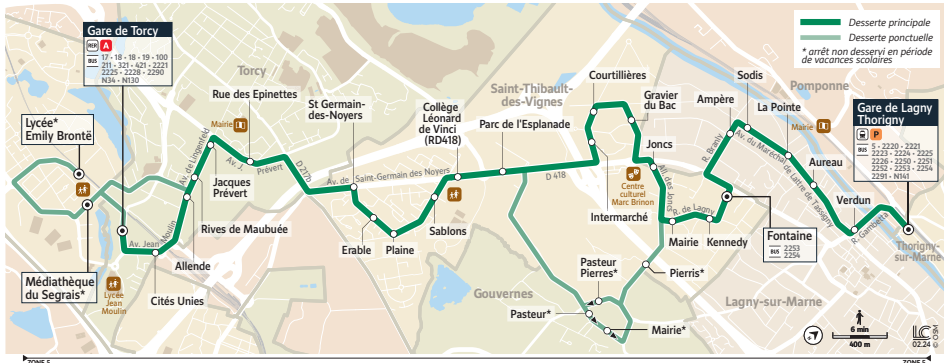 Gare de Torcy
RER A
BUS 17 • 18 • 18 • 19 • 100
211 • 321 • 421 • 2221
2225 • 2228 • 2290
N34 • N130
Lycée*
Emily Brontë
Médiathèque
du Segrais*
Lycée
Jean
Moulin
Av. Jean
Moulin
Cités Unies
Allende
Rives de Maubuée
Jacques
Prévert
Av. de Lingenfeld
Mairie
Torcy
Rue des Epinettes
Av. J.
Prévert
D 217b
St Germain-
des-Noyers
Av. de Saint-Germain des Noyers
Erable
Plaine
Sablons
Collège
Léonard
de Vinci
(RD418)
Parc de l'Esplanade
Saint-Thibault-
des-Vignes
D 418
Courtillières
Gravier
du Bac
Joncs
Intermarché
Centre
culturel
Marc Brinon
All. des Joncs
R. de Lagny
Mairie
Kennedy
Pierris*
Pasteur
Pierres*
Pasteur*
Mairie*
Gouvernes
Fontaine
BUS 2253
2254
R. Branly
Ampère
Sodis
La Pointe
Av. du Maréchal de Lattre de Tassigny
Mairie
Pomponne
Aureau
Verdun
R. Gambetta
Gare de Lagny
Thorigny
P
BUS 5 • 2220 • 2221
2223 • 2224 • 2225
2226 • 2250 • 2251
2252 • 2253 • 2254
2291 • N141
Thorigny-
sur-Marne
Lagny-sur-Marne
Desserte principale
Desserte ponctuelle
* arrêt non desservi en période
de vacances scolaires
6 min
400 m
02.24
© OSM
ZONE 5
ZONE 5